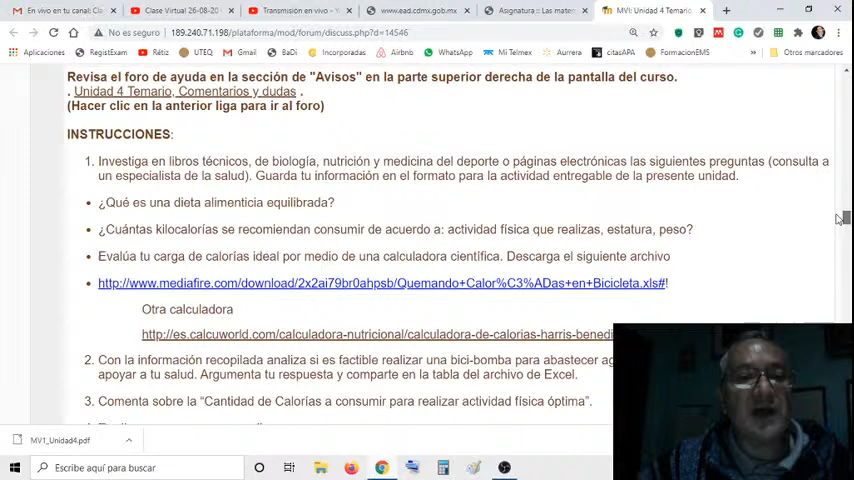 En vivo en tu canal: Cla
Clase Virtual 26-08-20
Transmisión en vivo - Y
www.ead.cdmx.gob.mx
Asignatura :: Las matem
MVI: Unidad 4 Temario
No es seguro | 189.240.71.198/plataforma/mod/forum/discuss.php?d=14546
Aplicaciones RegistExam Río UTEQ Gmail BaDi Incorporadas Airbnb WhatsApp Mi Telmex Aurrera citasAPA FormacionEMS » Otros marcadores
Revisa el foro de ayuda en la sección de "Avisos" en la parte superior derecha de la pantalla del curso.
. Unidad 4 Temario, Comentarios y dudas .
(Hacer clic en la anterior liga para ir al foro)
INSTRUCCIONES:
1. Investiga en libros técnicos, de biología, nutrición y medicina del deporte o páginas electrónicas las siguientes preguntas (consulta a
un especialista de la salud). Guarda tu información en el formato para la actividad entregable de la presente unidad.
• ¿Qué es una dieta alimenticia equilibrada?
• ¿Cuántas kilocalorías se recomiendan consumir de acuerdo a: actividad física que realizas, estatura, peso?
• Evalúa tu carga de calorías ideal por medio de una calculadora científica. Descarga el siguiente archivo
• http://www.mediafire.com/download/2x2ai79br0ahpsb/Quemando+Calor%C3%ADas+en+Bicicleta.xls#!
Otra calculadora
http://es.calcuworld.com/calculadora-nutricional/calculadora-de-calorias-harris-benedi
2. Con la información recopilada analiza si es factible realizar una bici-bomba para abastecer ag
apoyar a tu salud. Argumenta tu respuesta y comparte en la tabla del archivo de Excel.
3. Comenta sobre la “Cantidad de Calorías a consumir para realizar actividad física óptima”.
MV1_Unidad4.pdf
Escribe aquí para buscar